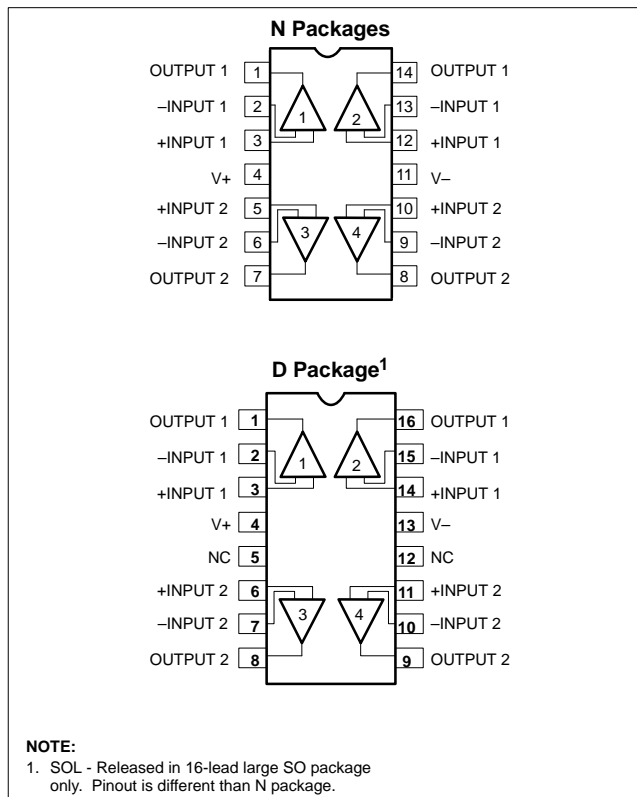 N Packages
OUTPUT 1 1 14 OUTPUT 1
–INPUT 1 2 13 –INPUT 1
1 2
+INPUT 1 3 12 +INPUT 1
V+ 4 11 V–
+INPUT 2 5 10 +INPUT 2
3 4
–INPUT 2 6 9 –INPUT 2
OUTPUT 2 7 8 OUTPUT 2
D Package1
OUTPUT 1 1 16 OUTPUT 1
–INPUT 1 2 15 –INPUT 1
1 2
+INPUT 1 3 14 +INPUT 1
V+ 4 13 V–
NC 5 12 NC
+INPUT 2 6 11 +INPUT 2
3 4
–INPUT 2 7 10 –INPUT 2
OUTPUT 2 8 9 OUTPUT 2
NOTE:
1. SOL - Released in 16-lead large SO package
only. Pinout is different than N package.